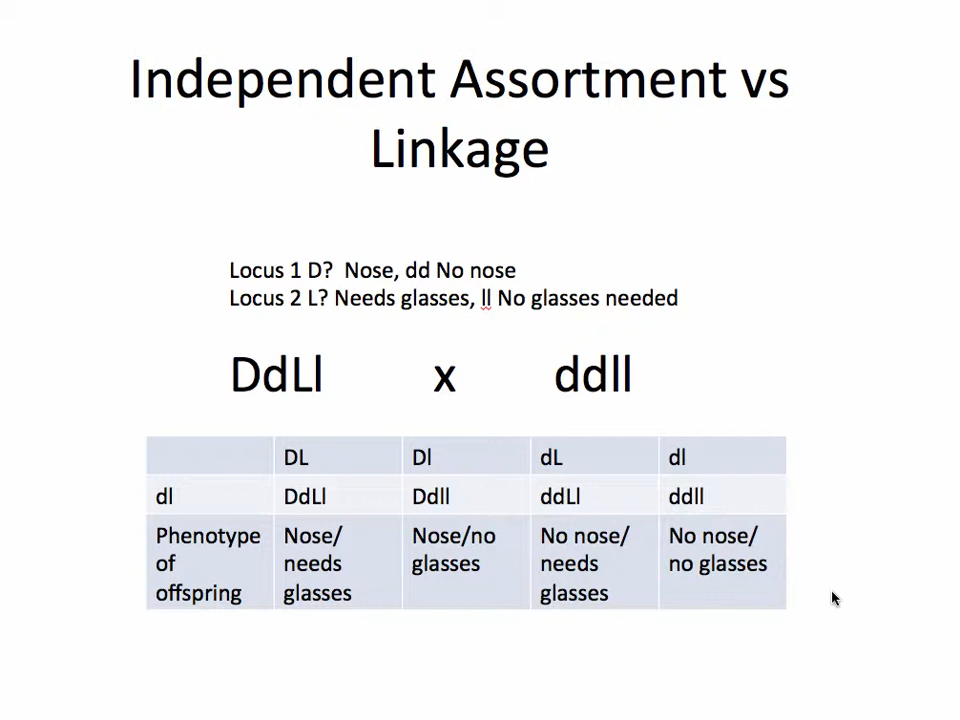 Independent Assortment vs
Linkage
Locus 1 D? Nose, dd No nose
Locus 2 L? Needs glasses, ll No glasses needed
DdLl x ddll
DL Dl dL dl
dl DdLl Ddll ddLl ddll
Phenotype of offspring Nose/ needs glasses Nose/no glasses No nose/ needs glasses No nose/ no glasses